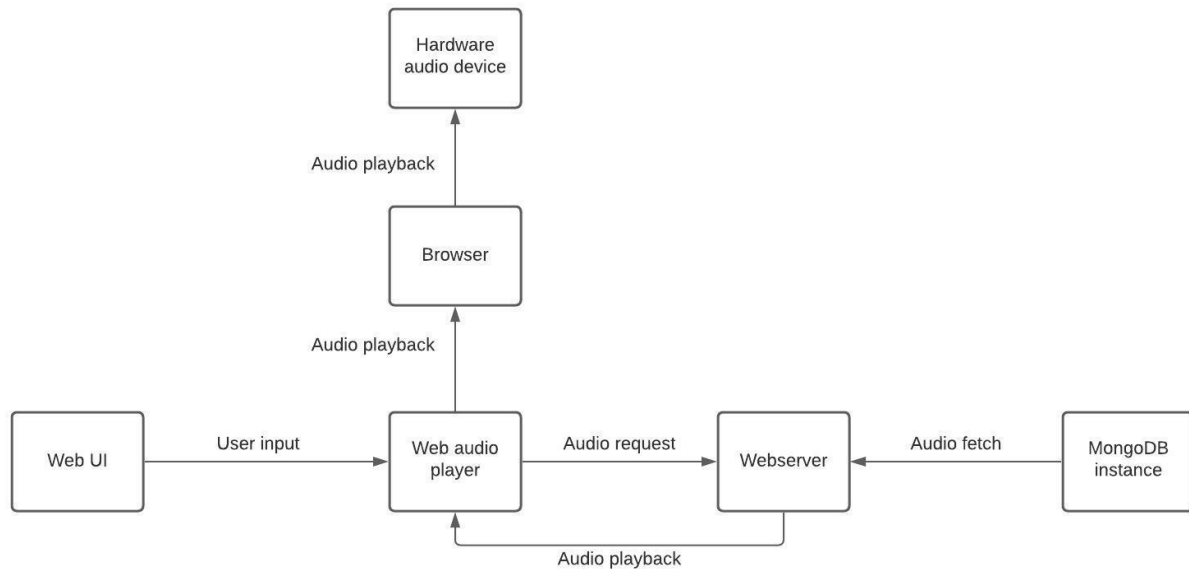 Hardware
audio device
Audio playback
Browser
Audio playback
Web UI
User input
Web audio
player
Audio request
Webserver
Audio fetch
MongoDB
instance
Audio playback